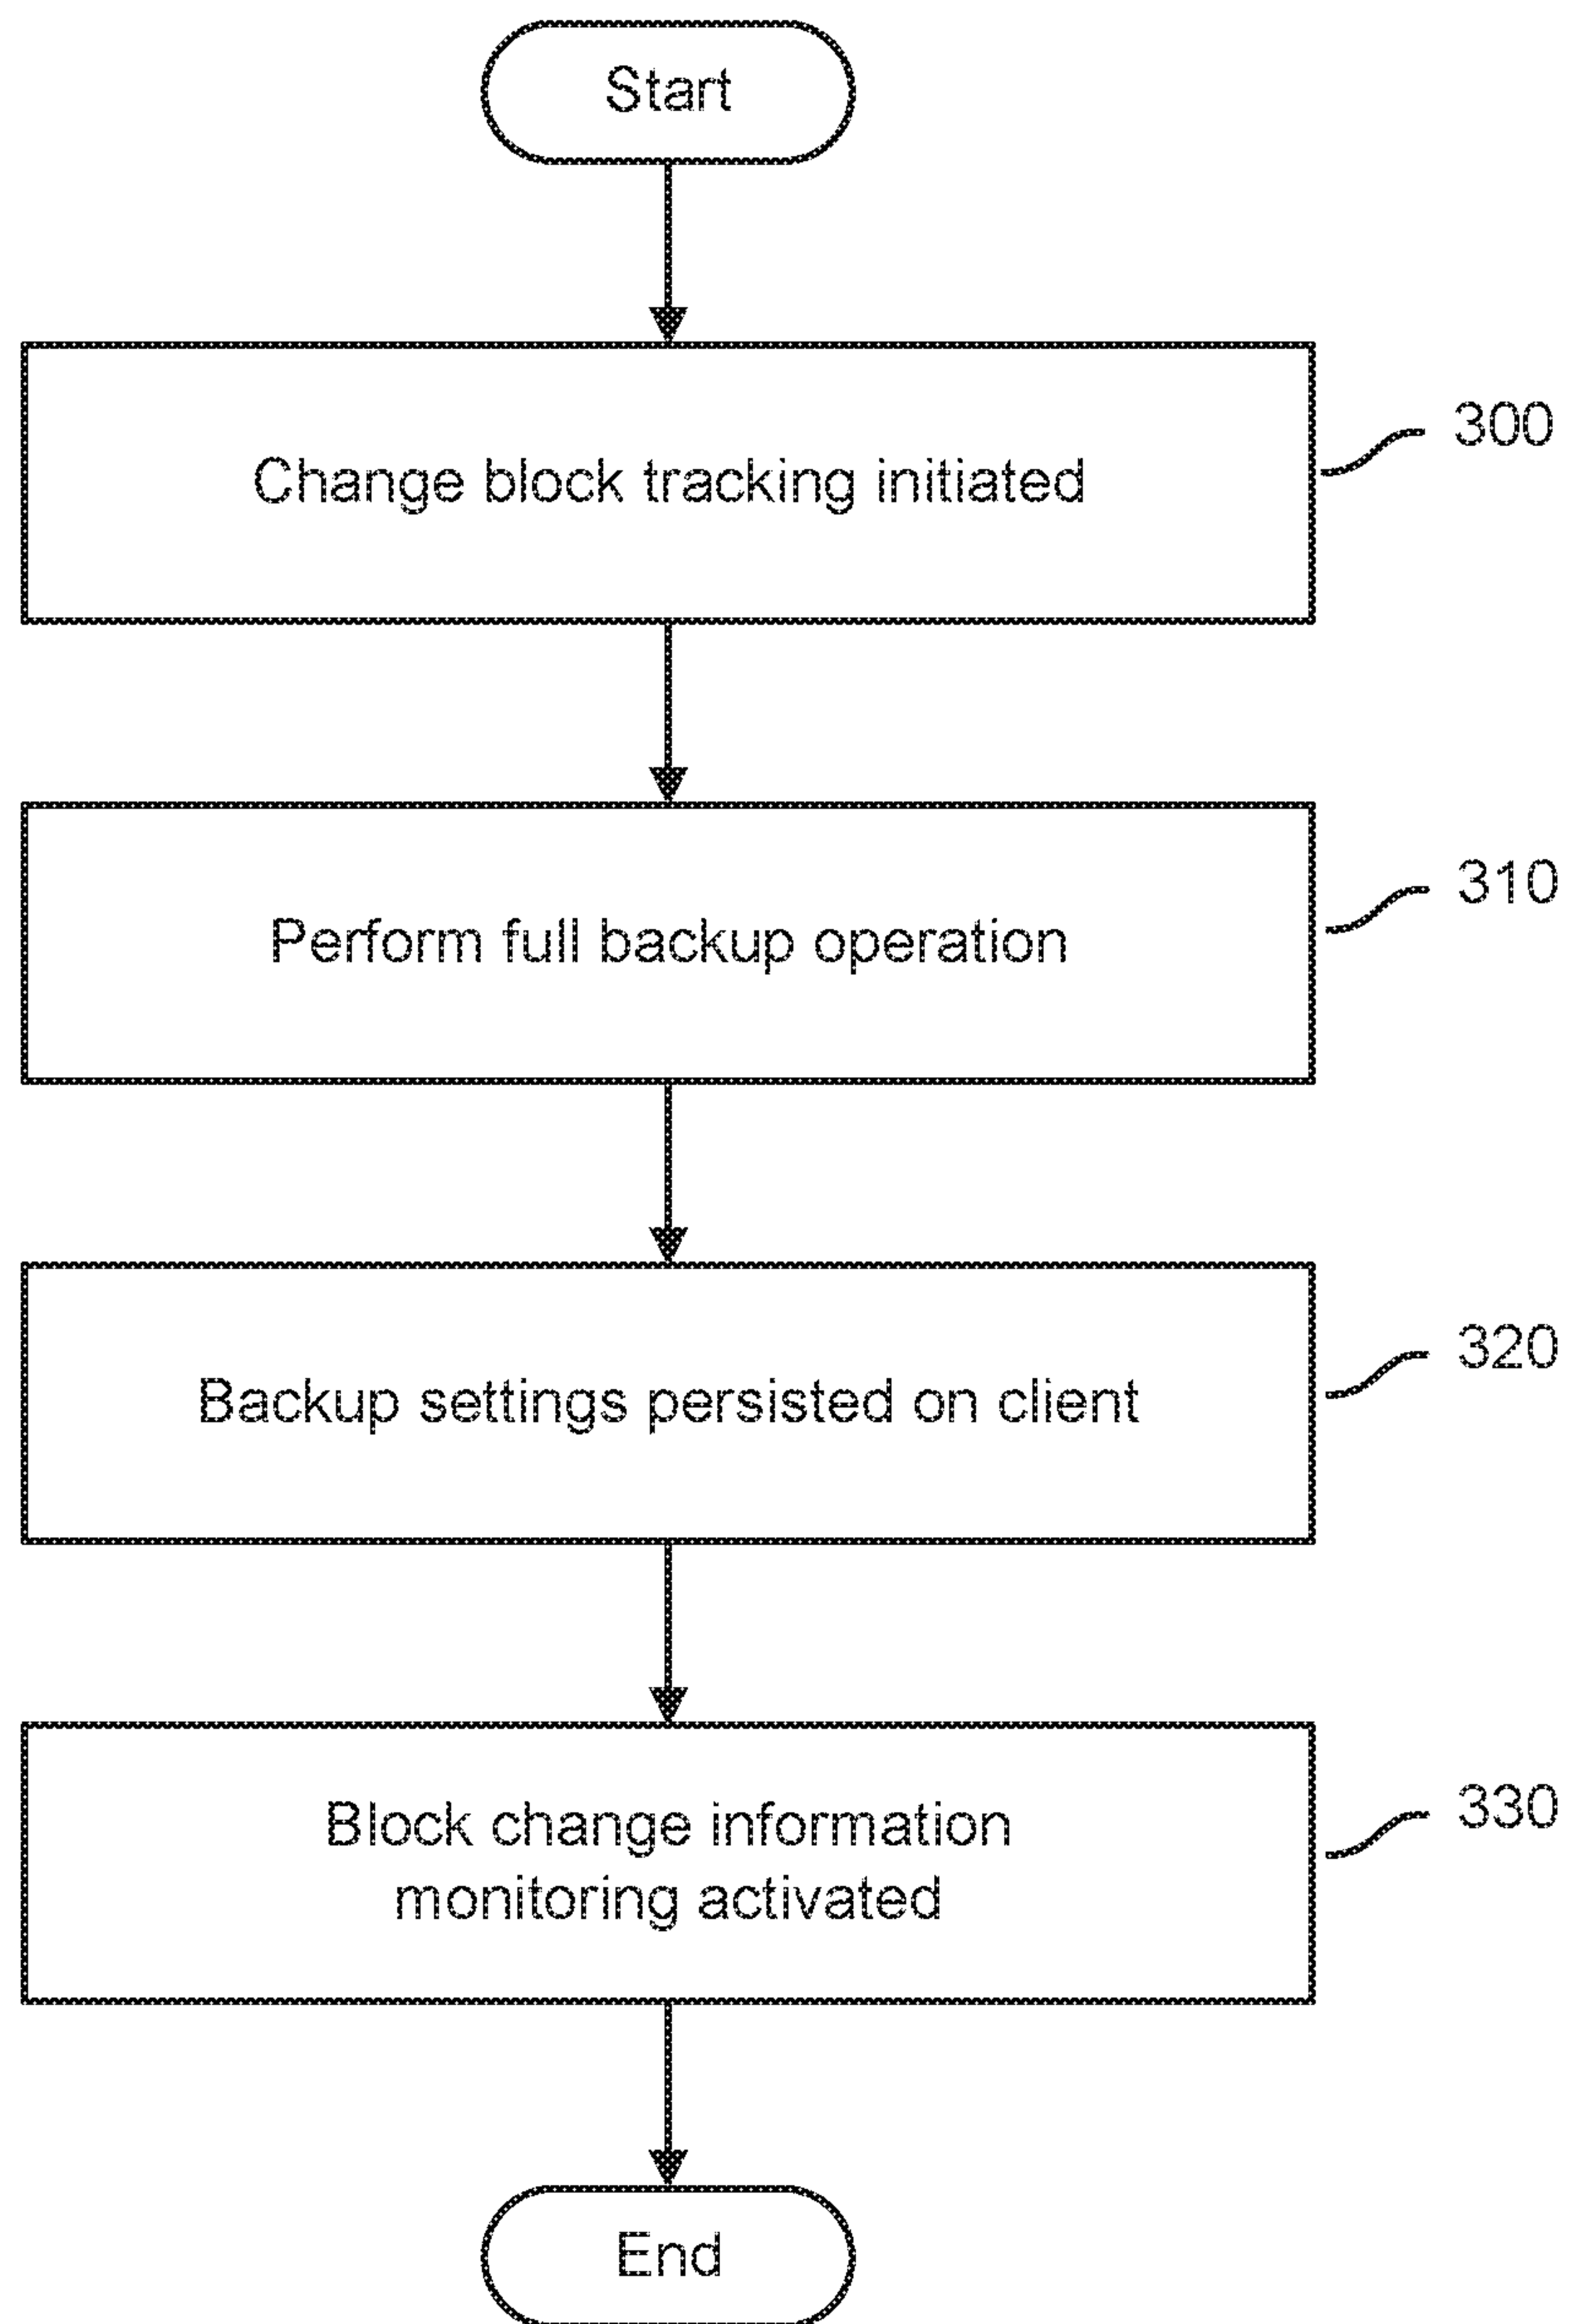 Start
Change block tracking initiated
300
Perform full backup operation
310
Backup settings persisted on client
320
Block change information
monitoring activated
330
End